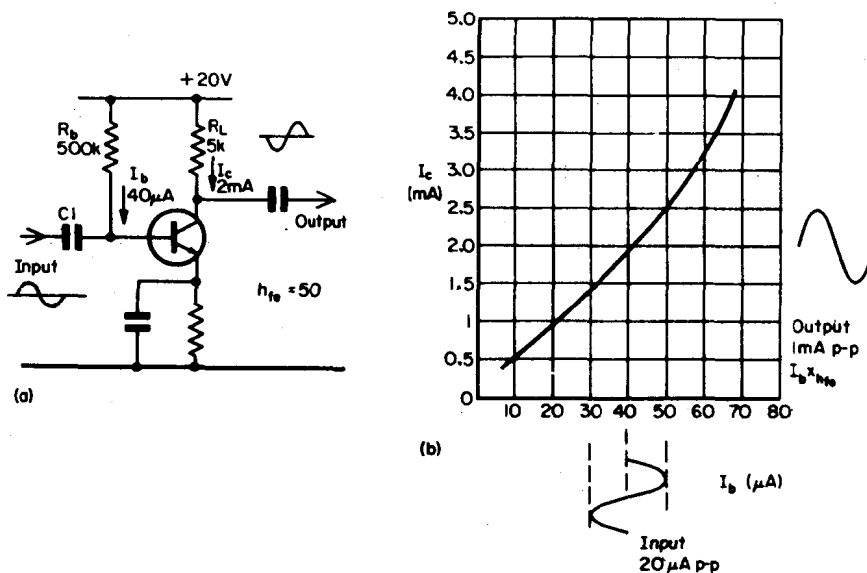 +20V
R_b
500k
R_L
5k
I_b
40μA
I_c
2mA
C1
Output
Input
h_fe = 50
(a)
5.0
4.5
4.0
3.5
I_c
(mA)
3.0
2.5
2.0
1.5
1
0.5
0
10 20 30 40 50 60 70 80
Output
1mA p-p
I_b x h_fe
(b)
I_b (μA)
Input
20μA p-p